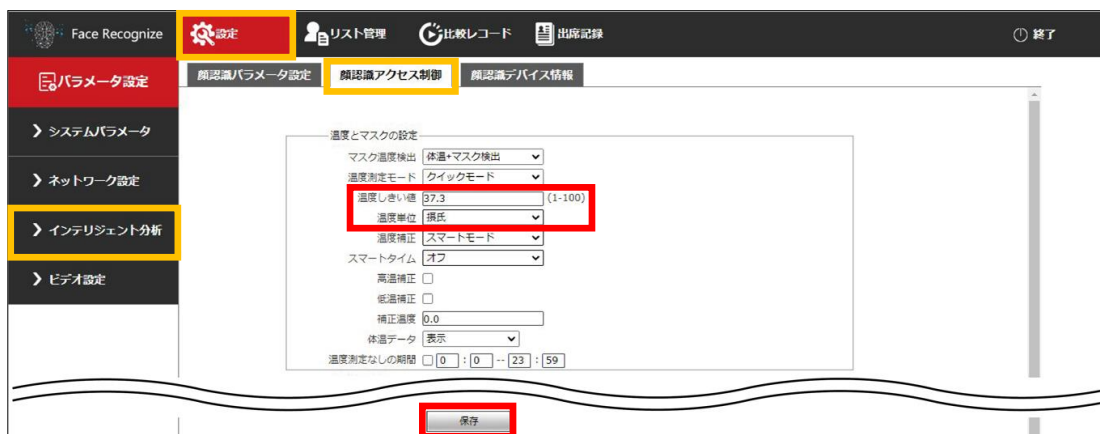 Face Recognize 設定 リスト管理 比較レコード 出席記録 終了
パラメータ設定
システムパラメータ
ネットワーク設定
インテリジェント分析
ビデオ設定
顔認識パラメータ設定 顔認識アクセス制御 顔認識デバイス情報
温度とマスクの設定
マスク温度検出 体温+マスク検出
温度測定モード クイックモード
温度しきい値 37.3 (1-100)
温度単位 摂氏
温度補正 スマートモード
スマートタイム オフ
高温補正
低温補正
補正温度 0.0
体温データ 表示
温度測定なしの期間 0 : 0 -- 23 : 59
保存